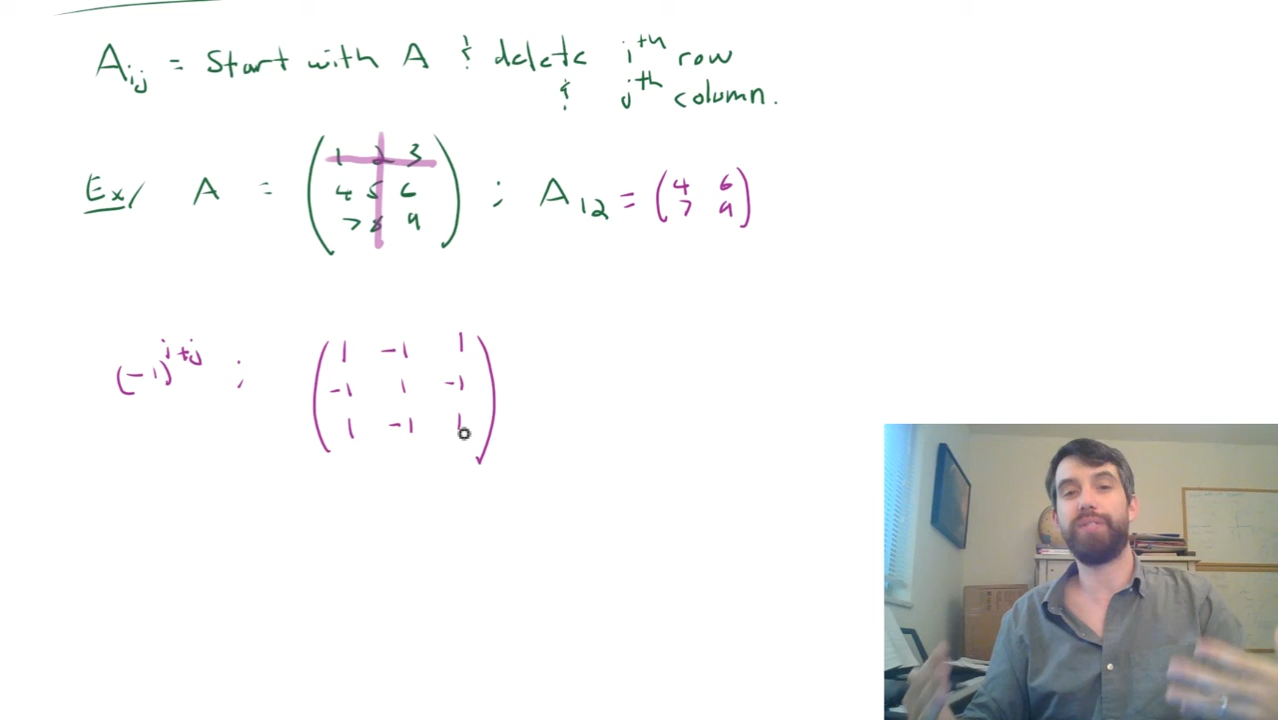 A_ij = Start with A & delete i^th row
& j^th column.
Ex/ A = (1 2 3
4 5 6
7 8 9) ; A_12 = (4 6
7 9)
(-1)^i+j ; (1 -1 1
-1 1 -1
1 -1 1)